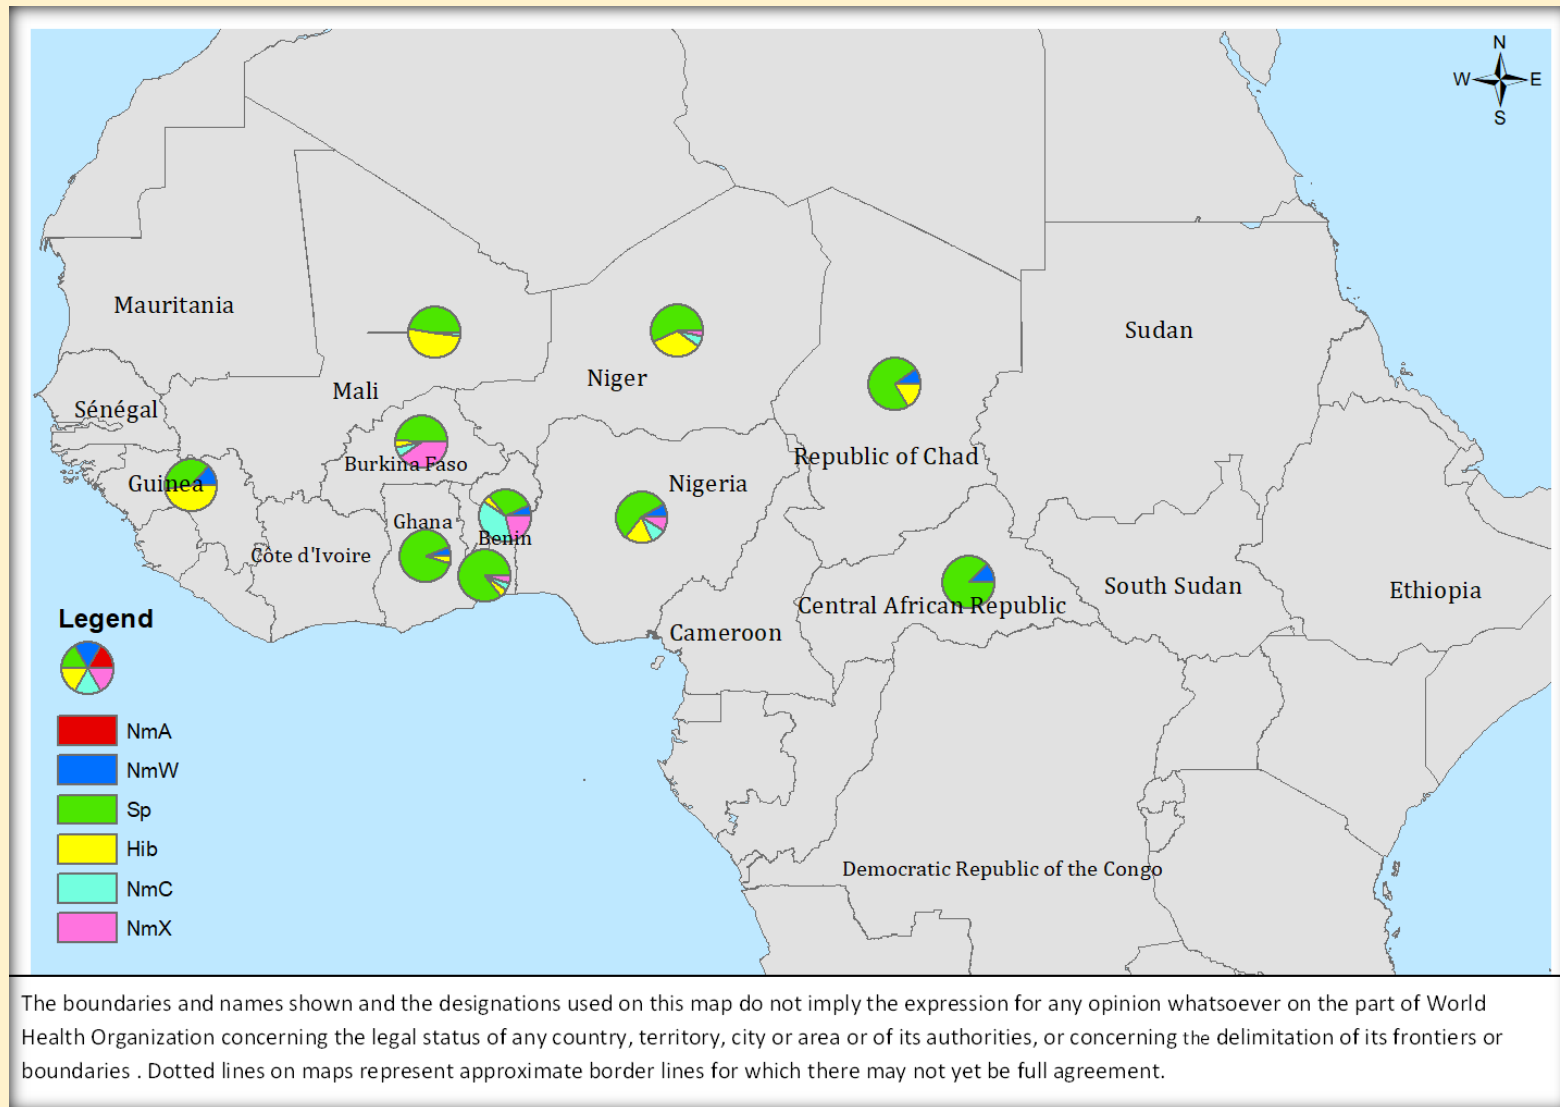 N
W E
S
Mauritania
Sudan
Niger
Mali
Sénégal
Republic of Chad
Burkina Faso
Guinea
Nigeria
Ghana
Benin
Côte d'Ivoire
South Sudan
Ethiopia
Central African Republic
Cameroon
Legend
NmA
NmW
Sp
Hib
NmC
NmX
Democratic Republic of the Congo
The boundaries and names shown and the designations used on this map do not imply the expression for any opinion whatsoever on the part of World
Health Organization concerning the legal status of any country, territory, city or area or of its authorities, or concerning the delimitation of its frontiers or
boundaries . Dotted lines on maps represent approximate border lines for which there may not yet be full agreement.